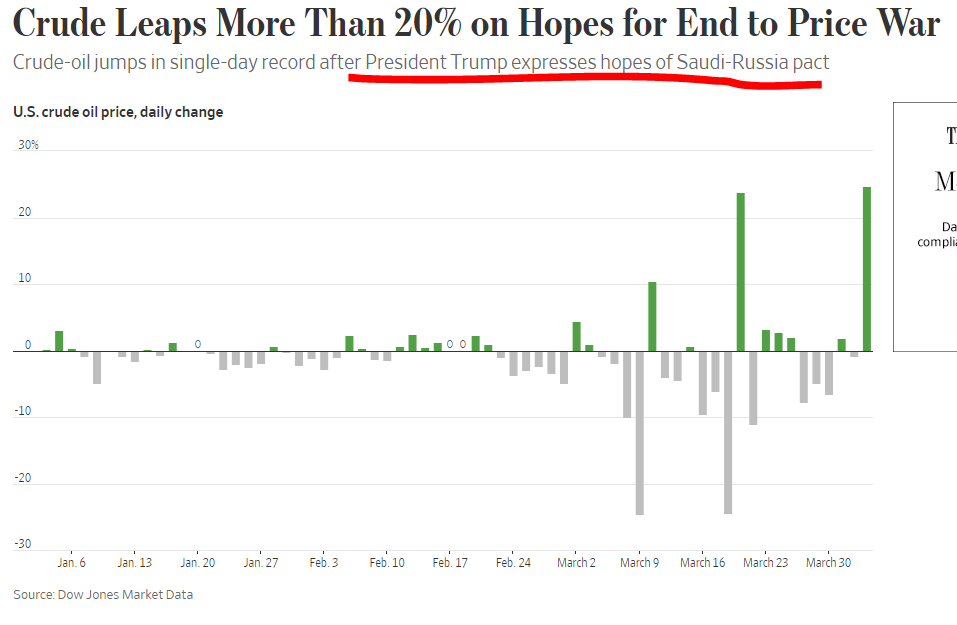 Crude Leaps More Than 20% on Hopes for End to Price War
Crude-oil jumps in single-day record after President Trump expresses hopes of Saudi-Russia pact
U.S. crude oil price, daily change
30%
20
10
0
0
0
0
-10
-20
-30
Jan. 6
Jan. 13
Jan. 20
Jan. 27
Feb. 3
Feb. 10
Feb. 17
Feb. 24
March 2
March 9
March 16
March 23
March 30
Source: Dow Jones Market Data
Da
compli